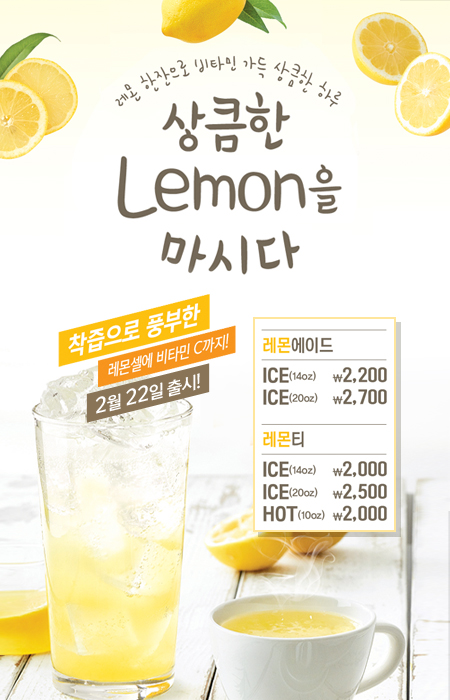 레몬 한잔으로 비타민 가득 상큼한 하루
상큼한
Lemon을
마시다
착즙으로 풍부한
레몬셀에 비타민 C까지!
2월 22일 출시!
레몬에이드
ICE(14oz) ₩2,200
ICE(20oz) ₩2,700
레몬티
ICE(14oz) ₩2,000
ICE(20oz) ₩2,500
HOT(10oz) ₩2,000